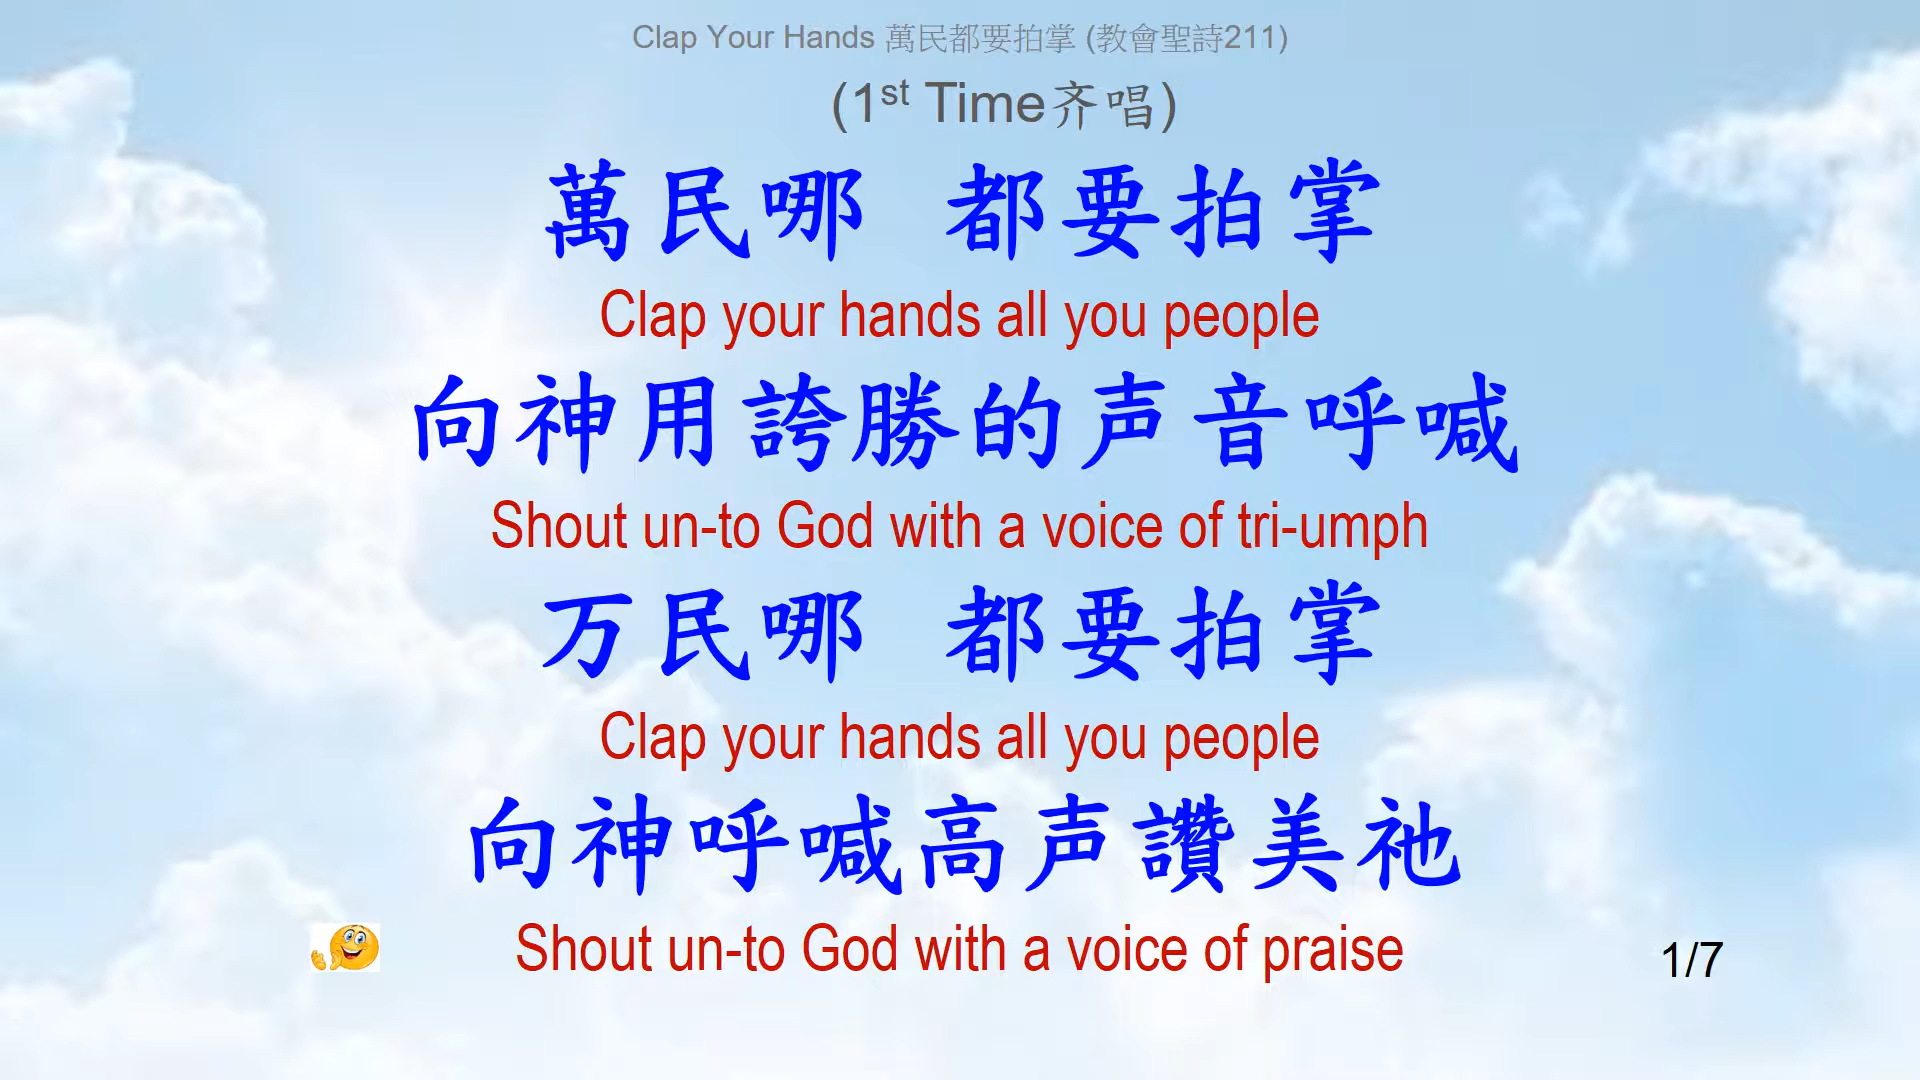 Clap Your Hands 萬民都要拍掌 (教會聖詩211)
(1st Time齐唱)
萬民哪 都要拍掌
Clap your hands all you people
向神用誇勝的声音呼喊
Shout un-to God with a voice of tri-umph
万民哪 都要拍掌
Clap your hands all you people
向神呼喊高声讚美祂
Shout un-to God with a voice of praise
1/7